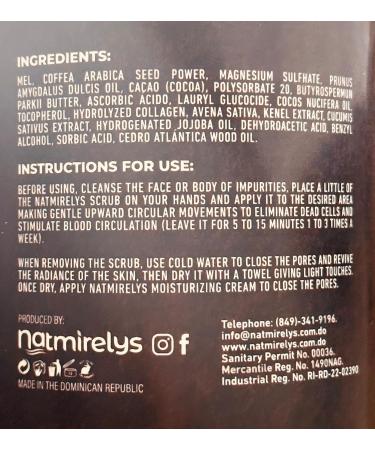 INGREDIENTS:
MEL, COFFEA ARABICA SEED POWER, MAGNESIUM SULFHATE, PRUNUS
AMYGDALUS DULCIS OIL, CAÇAO (COCOA), POLYSORBATE 20, BUTYROSPERMUN
PARKII BUTTER, ASCORBIC ACIDO, LAURYL GLUCOCIDE, COCOS NUCIFERA OIL,
TOCOPHEROL, HYDROLYZED COLLAGEN, AVENA SATIVA, KENEL EXTRACT, CUCUMIS
SATIVUS EXTRACT, HYDROGENNATED JOJOBA OIL, DEHYDROACETIC ACID, BENZYL
ALCOHOL, SORBIC ACID, CEDRO ATLÁNTICA WOOD OIL.
INSTRUCTIONS FOR USE:
BEFORE USING, CLEANSE THE FACE OR BODY OF IMPURITIES, PLACE A LITTLE OF
THE NATMIRELYS SCRUB ON YOUR HANDS AND APPLY IT TO THE DESIRED AREA
MAKING GENTLE UPWARD CIRCULAR MOVEMENTS TO ELIMINATE DEAD CELLS AND
STIMULATE BLOOD CIRCULATION (LEAVE IT FOR 5 TO 15 MINUTES 1 TO 3 TIMES A
WEEK).
WHEN REMOVING THE SCRUB, USE COLD WATER TO CLOSE THE PORES AND REVIVE
THE RADIANCE OF THE SKIN, THEN DRY IT WITH A TOWEL GIVING LIGHT TOUCHES.
ONCE DRY, APPLY NATMIRELYS MOISTURIZING CREAM TO CLOSE THE PORES.
PRODUCED BY:
natmirelys
MADE IN THE DOMINICAN REPUBLIC
Telephone: (849)-341-9196.
info@natmirelys.com.do
www.natmirelys.com.do
Sanitary Permit No. 00036.
Mercantile Reg. No. 1490NAG.
Industrial Reg. No. RI-RD-22-02390